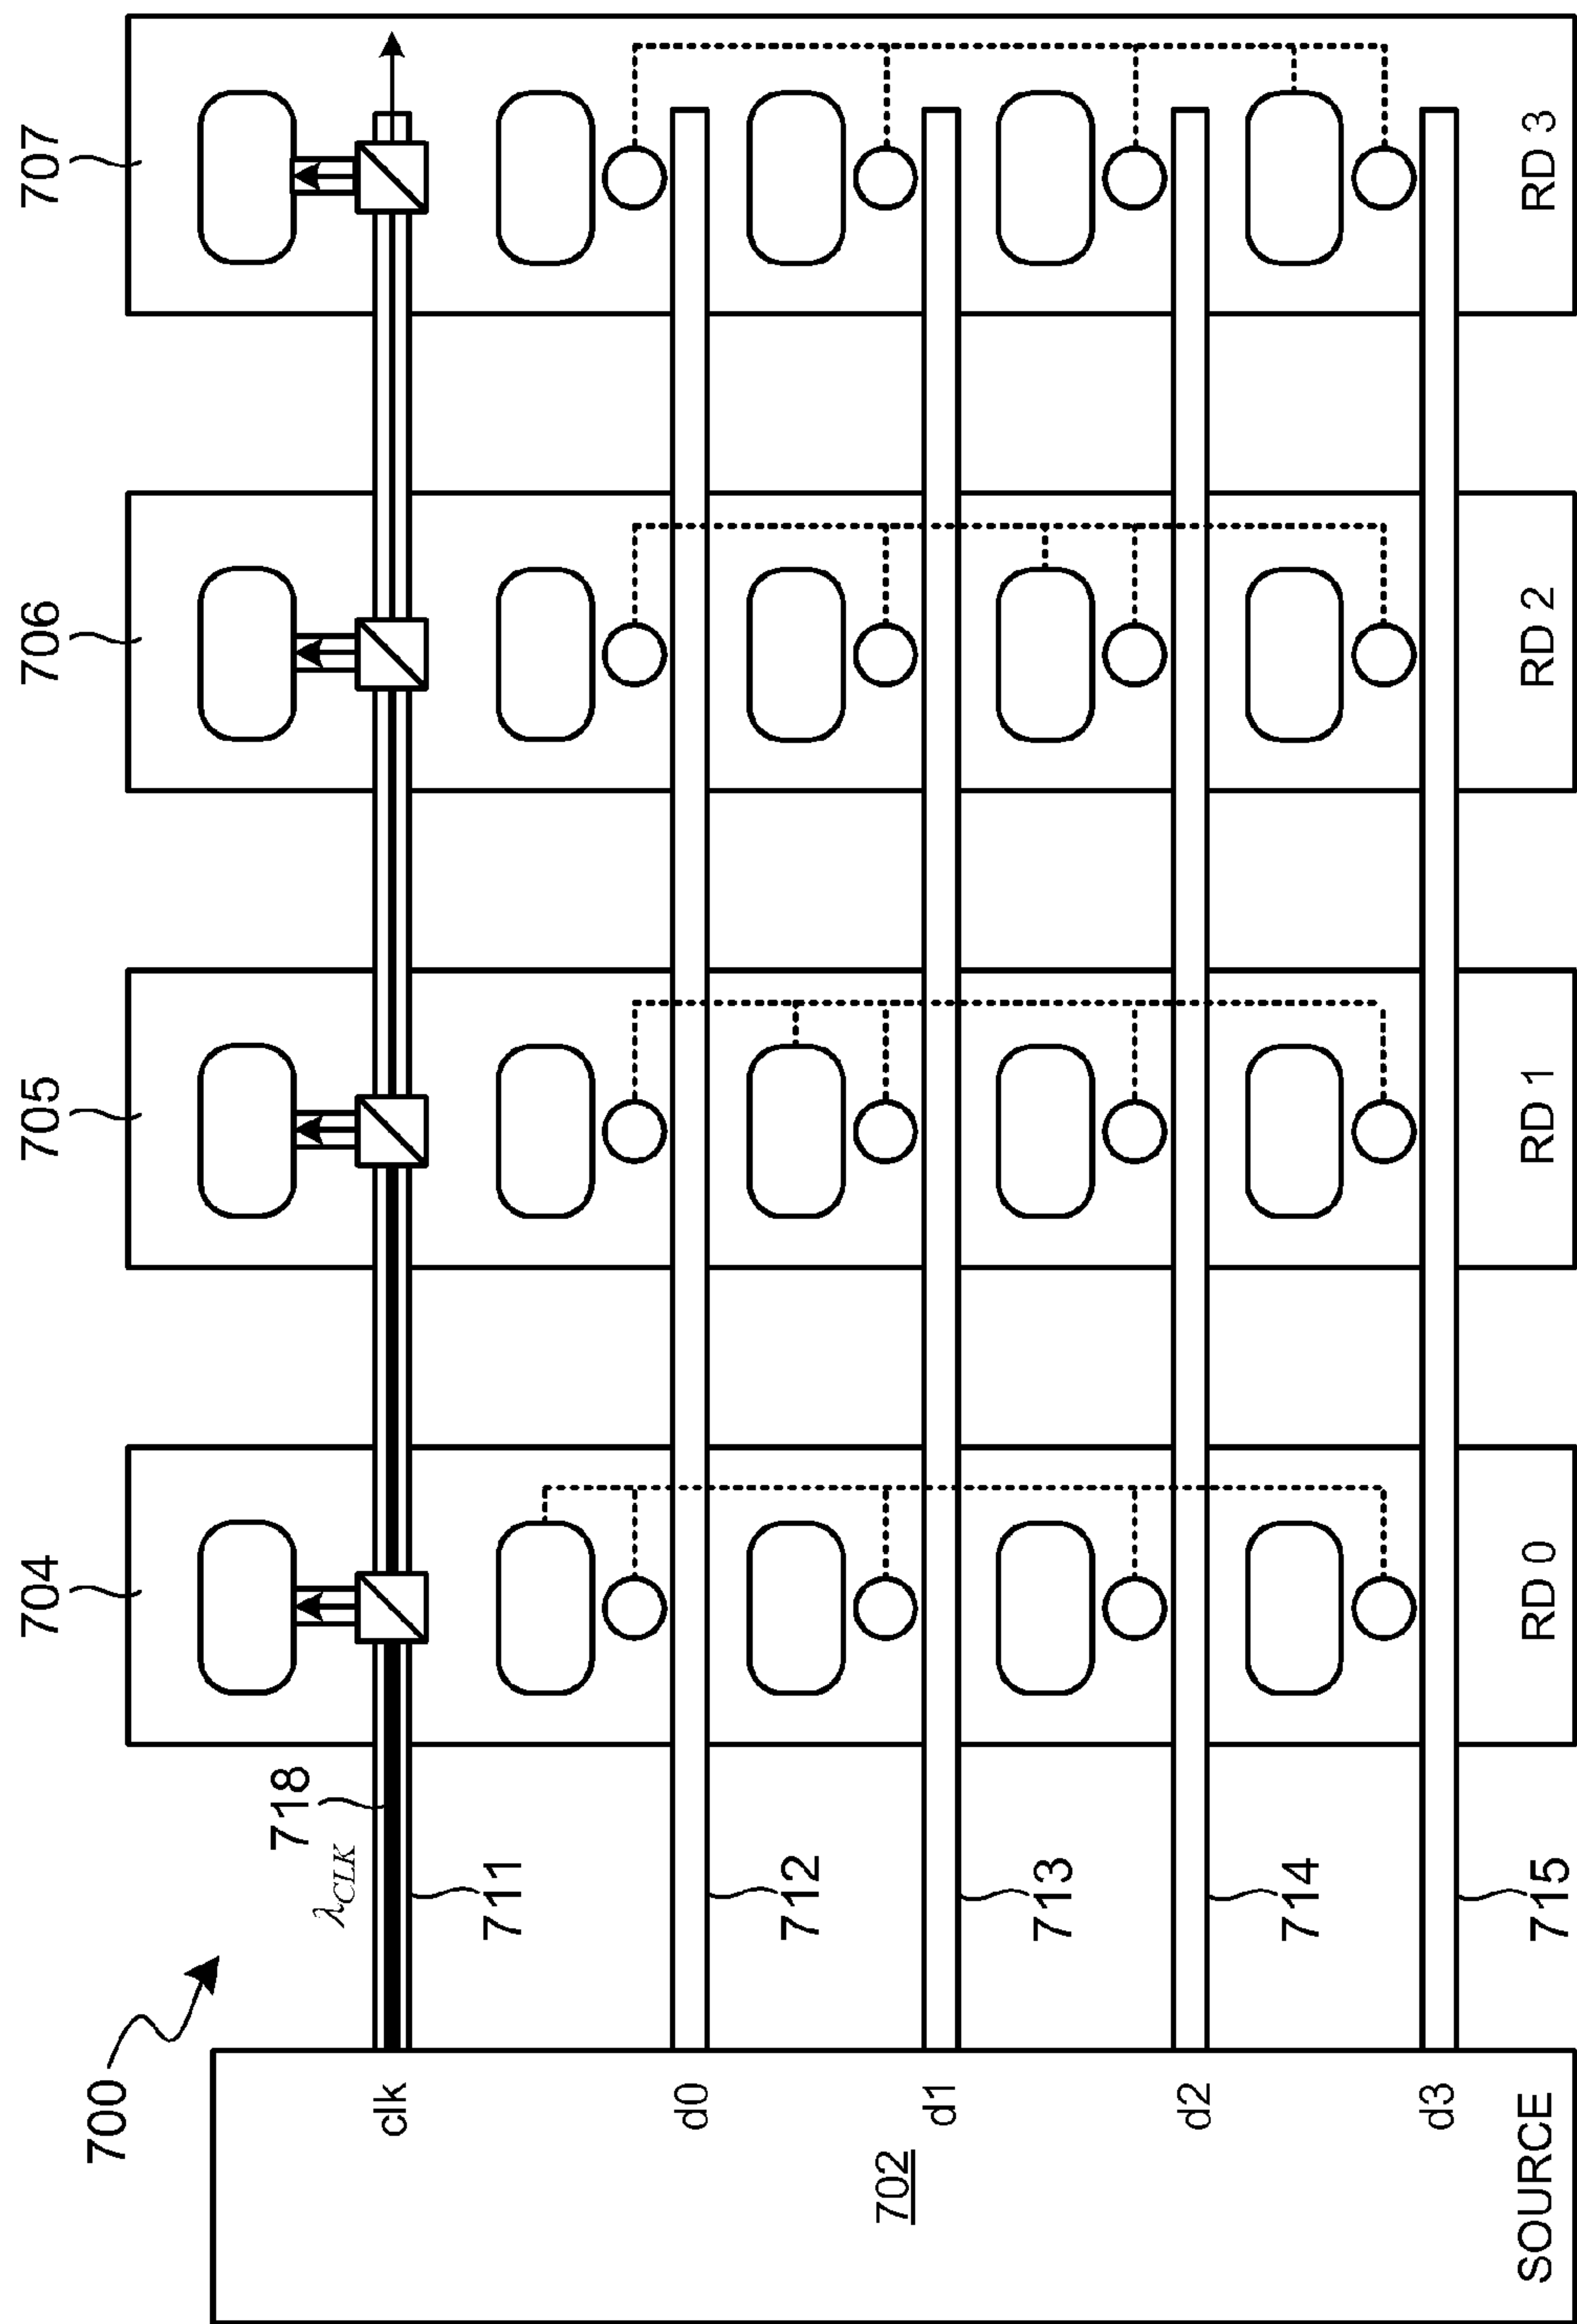 700
704
705
706
707
718
λCLK
711
712
713
714
715
clk
d0
d1
d2
d3
702
SOURCE
RD 0
RD 1
RD 2
RD 3